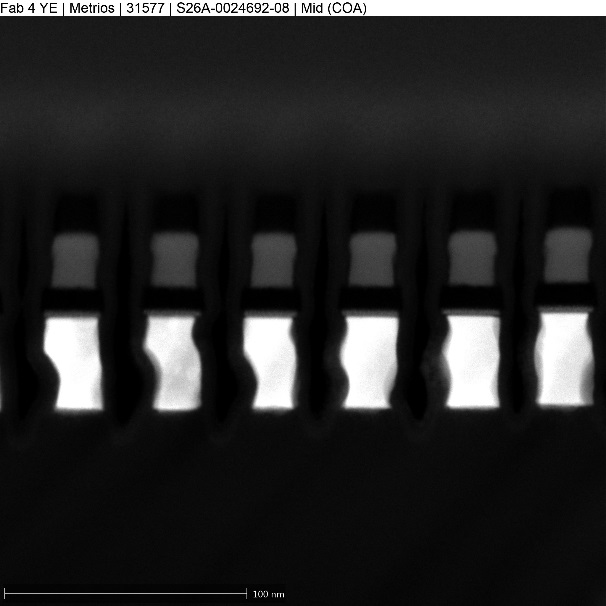 Fab 4 YE | Metrios | 31577 | S26A-0024692-08 | Mid (COA)
100 nm